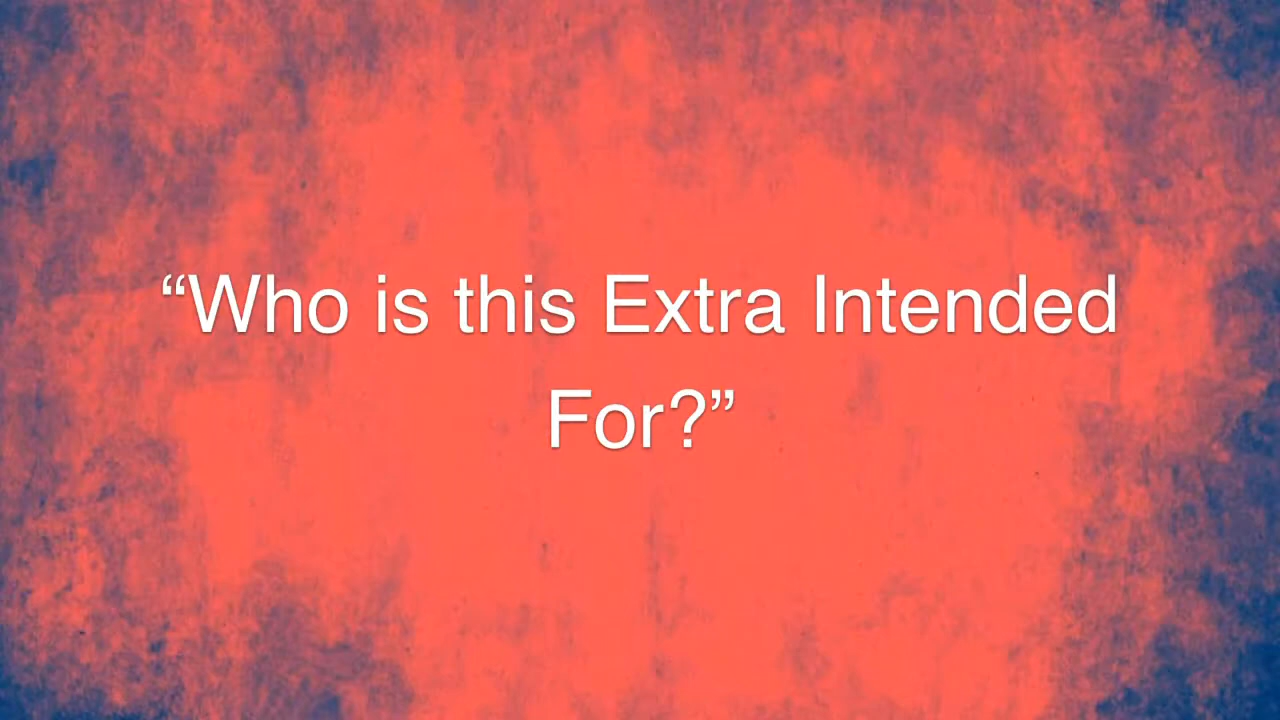 “Who is this Extra Intended
For?”